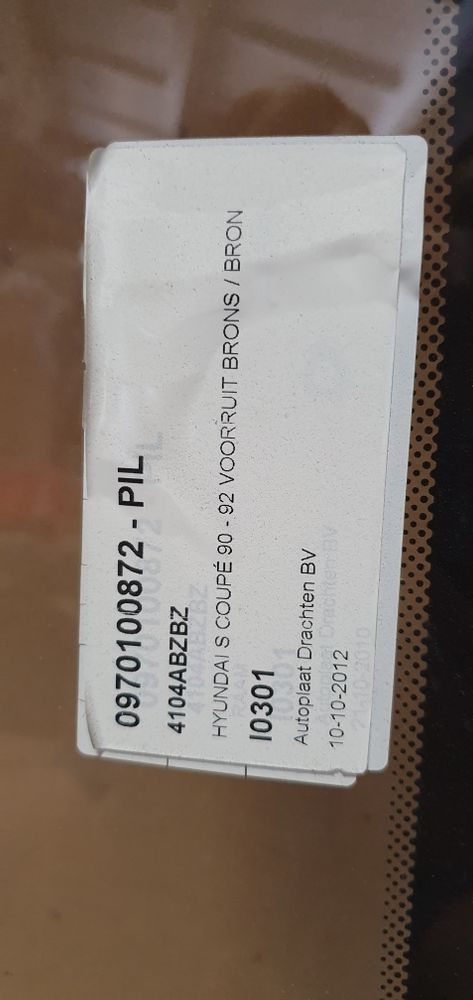 0970100872 - PIL
4104ABZBZ
HYUNDAI S COUPÉ 90 - 92 VOORRUIT BRONS / BRON
I0301
Autoplaat Drachten BV
10-10-2012